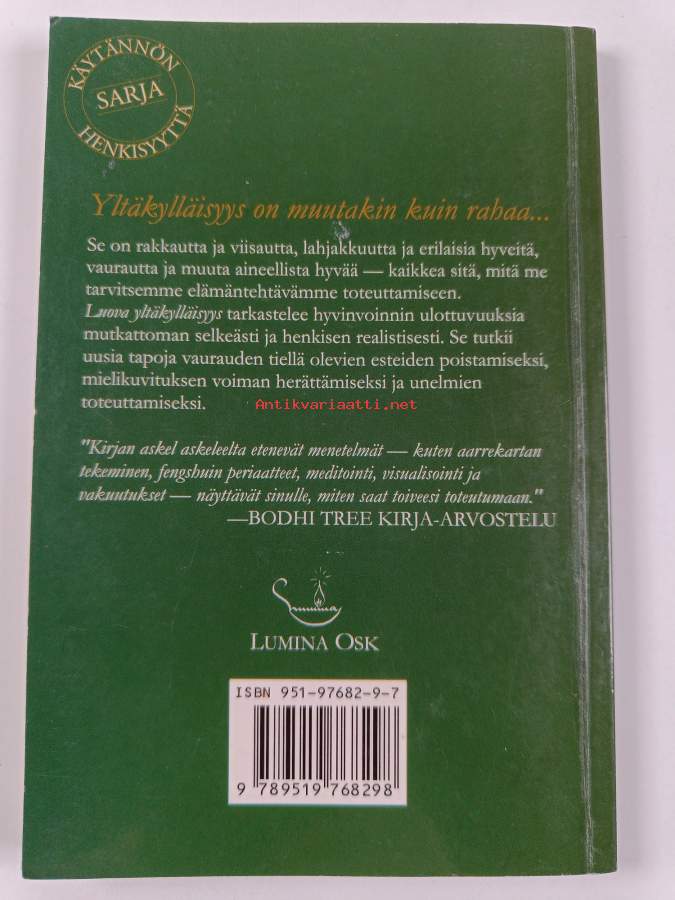 KÄYTÄNNÖN
SARJA
HENKISYYTTÄ
Yltäkylläisyys on muutakin kuin rahaa...
Se on rakkautta ja viisautta, lahjakkuutta ja erilaisia hyveitä,
vaurautta ja muuta aineellista hyvää — kaikkea sitä, mitä me
tarvitsemme elämäntehtävämme toteuttamiseen.
Luova yltäkylläisyys tarkastelee hyvinvoinnin ulottuvuuksia
mutkattoman selkeästi ja henkisen realistisesti. Se tutkii
uusia tapoja vaurauden tiellä olevien esteiden poistamiseksi,
mielikuvituksen voiman herättämiseksi ja unelmien
toteuttamiseksi.
Antikvariaatti.net
"Kirjan askel askeleelta etenevät menetelmät — kuten aarrekartan
tekeminen, fengshuin periaatteet, meditointi, visualisointi ja
vakuutukset — näyttävät sinulle, miten saat toiveesi toteutumaan."
—BODHI TREE KIRJA-ARVOSTELU
LUMINA OSK
ISBN 951-97682-9-7
9 789519 768298